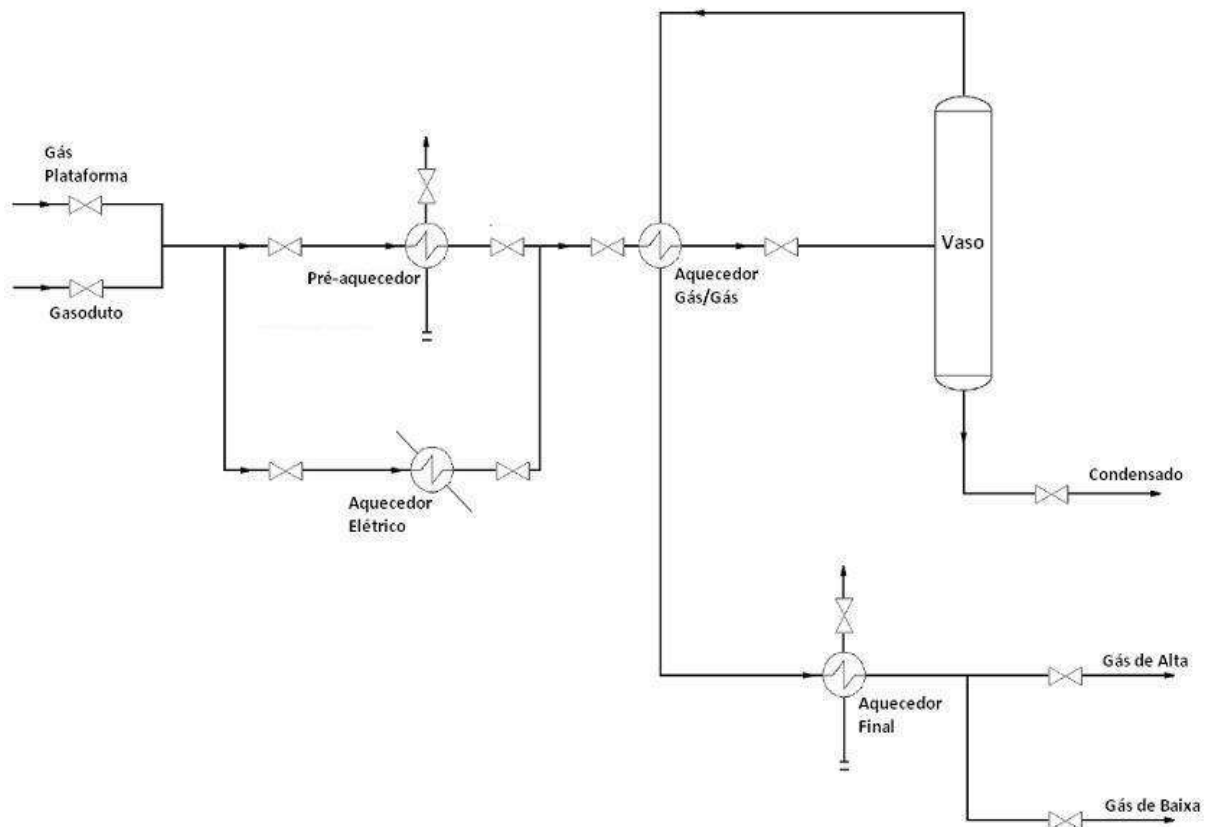 Gás
Plataforma
Gasoduto
Pré-aquecedor
Aquecedor
Gás/Gás
Vaso
Aquecedor
Elétrico
Condensado
Gás de Alta
Aquecedor
Final
Gás de Baixa